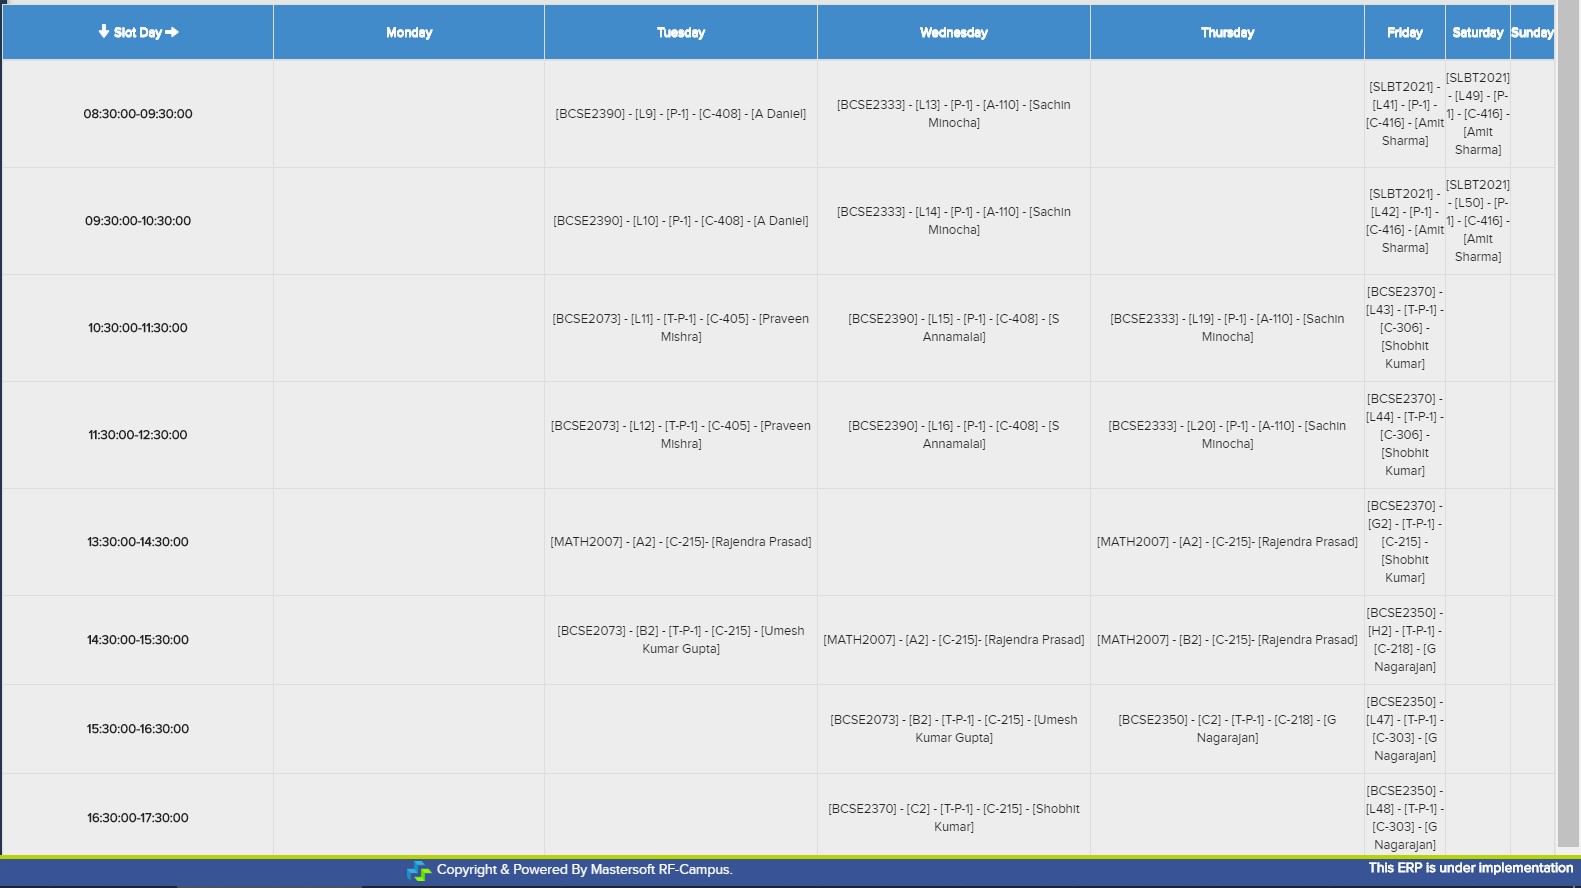 Slot Day
Monday
Tuesday
Wednesday
Thursday
Friday
Saturday
Sunday
08:30:00-09:30:00
[BCSE2390] - [L9] - [P-1] - [C-408] - [A Daniel]
[BCSE2333] - [L13] - [P-1] - [A-110] - [Sachin
Minocha]
[SLBT2021] -
[L41] - [P-1] -
[C-416] - [Amit
Sharma]
[SLBT2021]
- [L49] - [P-
1] - [C-416] -
[Amit
Sharma]
09:30:00-10:30:00
[BCSE2390] - [L10] - [P-1] - [C-408] - [A Daniel]
[BCSE2333] - [L14] - [P-1] - [A-110] - [Sachin
Minocha]
[SLBT2021] -
[L42] - [P-1] -
[C-416] - [Amit
Sharma]
[SLBT2021]
- [L50] - [P-
1] - [C-416] -
[Amit
Sharma]
10:30:00-11:30:00
[BCSE2073] - [L11] - [T-P-1] - [C-405] - [Praveen
Mishra]
[BCSE2390] - [L15] - [P-1] - [C-408] - [S
Annamalai]
[BCSE2333] - [L19] - [P-1] - [A-110] - [Sachin
Minocha]
[BCSE2370] -
[L43] - [T-P-1] -
[C-306] -
[Shobhit
Kumar]
11:30:00-12:30:00
[BCSE2073] - [L12] - [T-P-1] - [C-405] - [Praveen
Mishra]
[BCSE2390] - [L16] - [P-1] - [C-408] - [S
Annamalai]
[BCSE2333] - [L20] - [P-1] - [A-110] - [Sachin
Minocha]
[BCSE2370] -
[L44] - [T-P-1] -
[C-306] -
[Shobhit
Kumar]
13:30:00-14:30:00
[MATH2007] - [A2] - [C-215]- [Rajendra Prasad]
[MATH2007] - [A2] - [C-215]- [Rajendra Prasad]
[BCSE2370] -
[G2] - [T-P-1] -
[C-215] -
[Shobhit
Kumar]
14:30:00-15:30:00
[BCSE2073] - [B2] - [T-P-1] - [C-215] - [Umesh
Kumar Gupta]
[MATH2007] - [A2] - [C-215]- [Rajendra Prasad]
[MATH2007] - [B2] - [C-215]- [Rajendra Prasad]
[BCSE2350] -
[H2] - [T-P-1] -
[C-218] - [G
Nagarajan]
15:30:00-16:30:00
[BCSE2073] - [B2] - [T-P-1] - [C-215] - [Umesh
Kumar Gupta]
[BCSE2350] - [C2] - [T-P-1] - [C-218] - [G
Nagarajan]
[BCSE2350] -
[L47] - [T-P-1] -
[C-303] - [G
Nagarajan]
16:30:00-17:30:00
[BCSE2370] - [C2] - [T-P-1] - [C-215] - [Shobhit
Kumar]
[BCSE2350] -
[L48] - [T-P-1] -
[C-303] - [G
Nagarajan]
Copyright & Powered By Mastersoft RF-Campus.
This ERP is under implementation